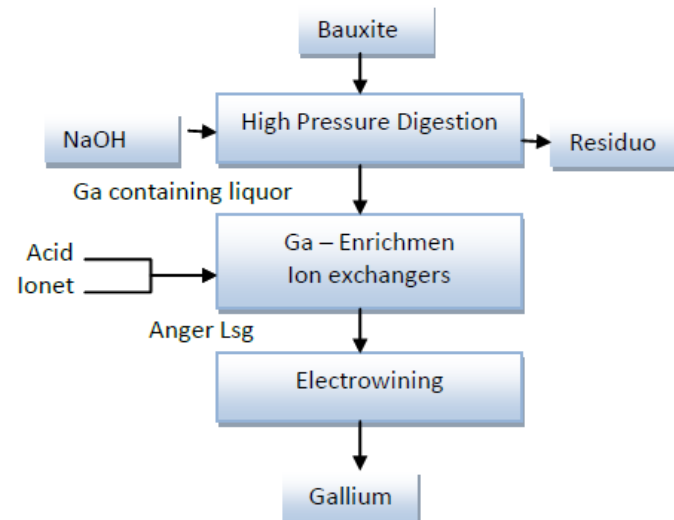 Bauxite
High Pressure Digestion
NaOH
Residuo
Ga containing liquor
Ga – Enrichmen
Ion exchangers
Acid
Ionet
Anger Lsg
Electrowining
Gallium